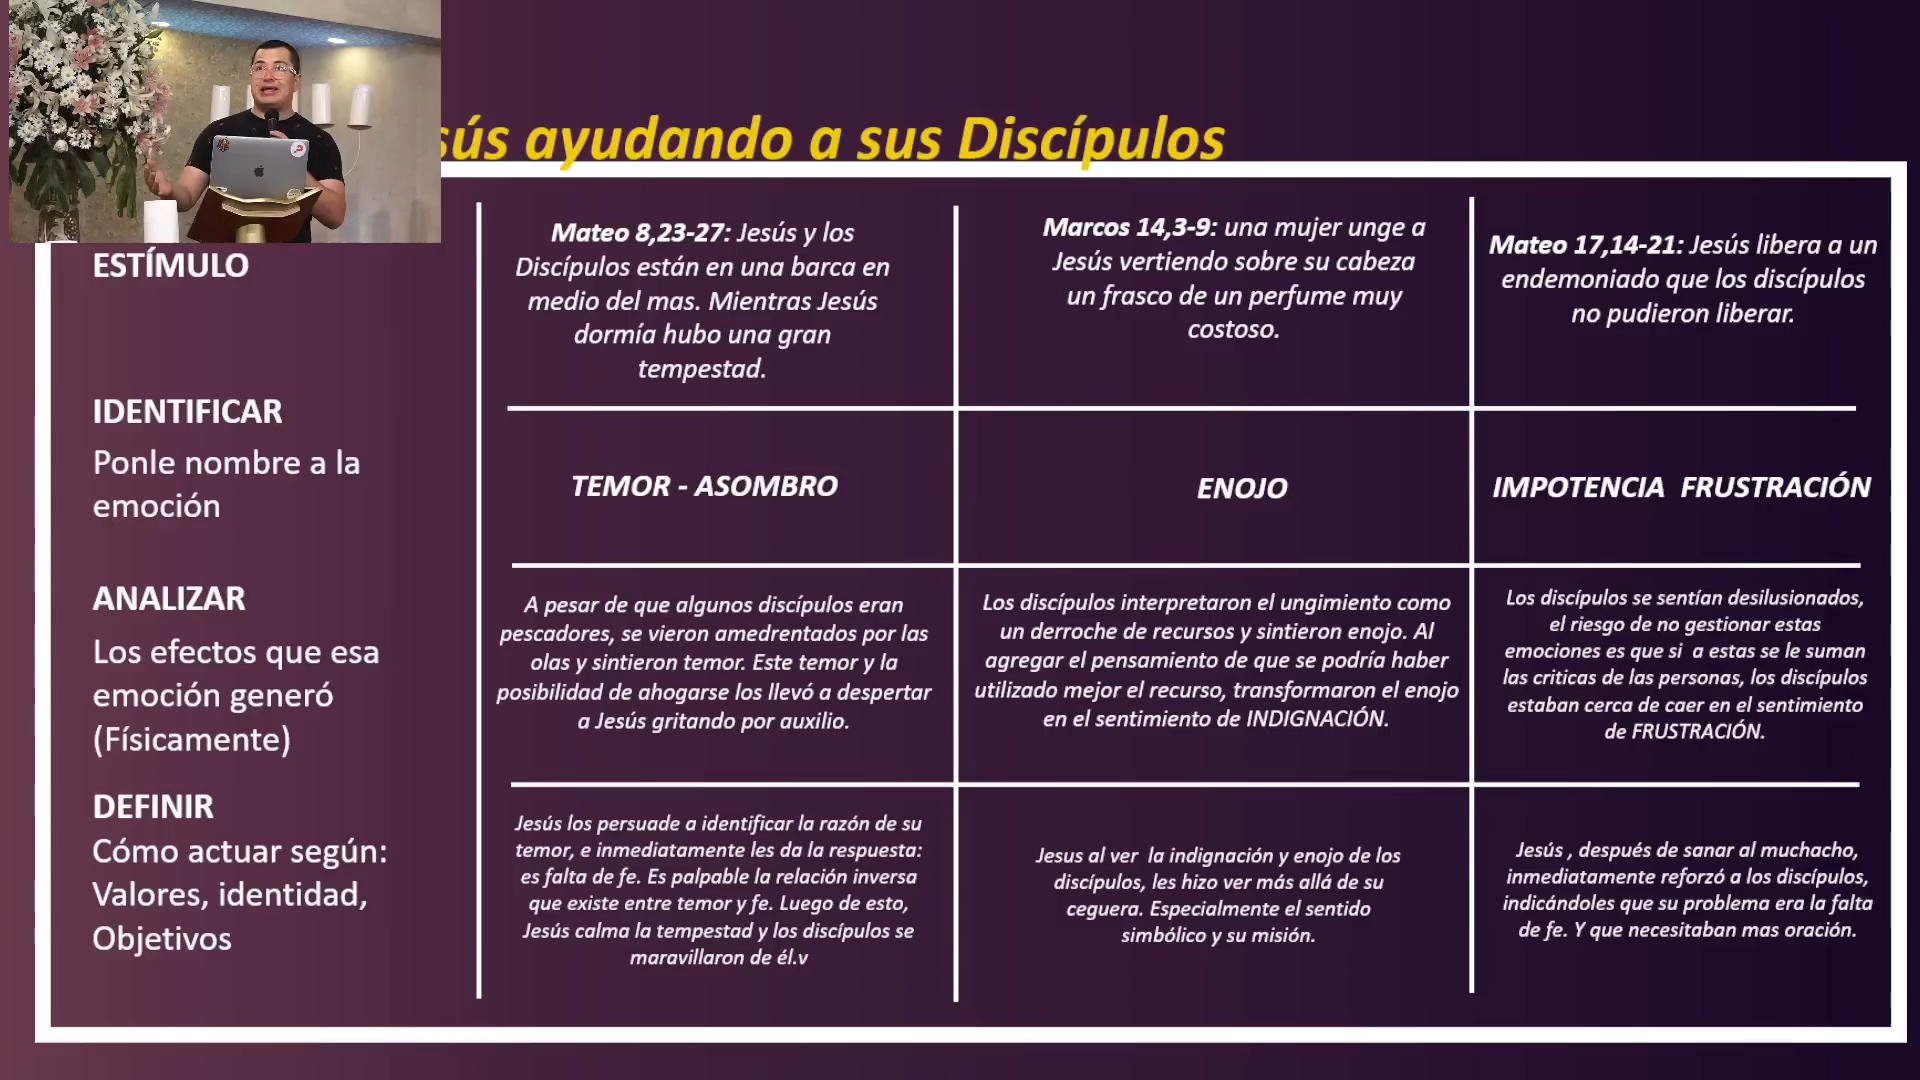 sús ayudando a sus Discípulos
ESTÍMULO
Mateo 8,23-27: Jesús y los
Discípulos están en una barca en
medio del mas. Mientras Jesús
dormía hubo una gran
tempestad.
Marcos 14,3-9: una mujer unge a
Jesús vertiendo sobre su cabeza
un frasco de un perfume muy
costoso.
Mateo 17,14-21: Jesús libera a un
endemoniado que los discípulos
no pudieron liberar.
IDENTIFICAR
Ponle nombre a la
emoción
TEMOR - ASOMBRO
ENOJO
IMPOTENCIA FRUSTRACIÓN
ANALIZAR
Los efectos que esa
emoción generó
(Físicamente)
A pesar de que algunos discípulos eran
pescadores, se vieron amedrentados por las
olas y sintieron temor. Este temor y la
posibilidad de ahogarse los llevó a despertar
a Jesús gritando por auxilio.
Los discípulos interpretaron el ungimiento como
un derroche de recursos y sintieron enojo. Al
agregar el pensamiento de que se podría haber
utilizado mejor el recurso, transformaron el enojo
en el sentimiento de INDIGNACIÓN.
Los discípulos se sentían desilusionados,
el riesgo de no gestionar estas
emociones es que si a estas se le suman
las criticas de las personas, los discípulos
estaban cerca de caer en el sentimiento
de FRUSTRACIÓN.
DEFINIR
Cómo actuar según:
Valores, identidad,
Objetivos
Jesús los persuade a identificar la razón de su
temor, e inmediatamente les da la respuesta:
es falta de fe. Es palpable la relación inversa
que existe entre temor y fe. Luego de esto,
Jesús calma la tempestad y los discípulos se
maravillaron de él.v
Jesus al ver la indignación y enojo de los
discípulos, les hizo ver más allá de su
ceguera. Especialmente el sentido
simbólico y su misión.
Jesús , después de sanar al muchacho,
inmediatamente reforzó a los discípulos,
indicándoles que su problema era la falta
de fe. Y que necesitaban mas oración.